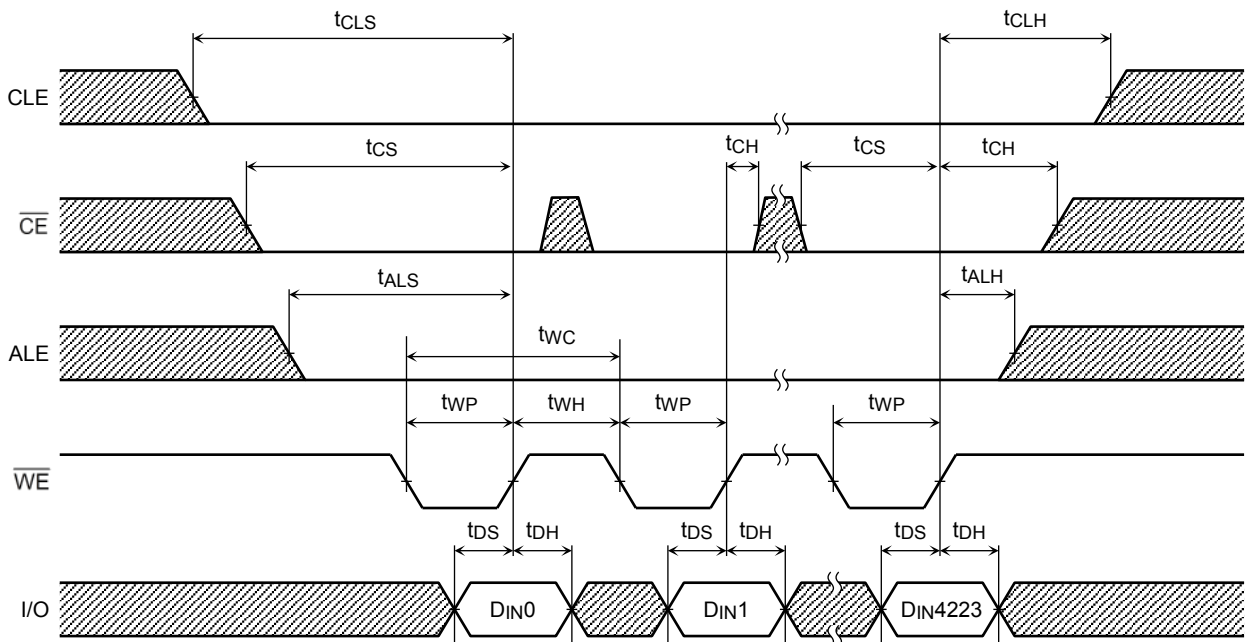 tCLS
tCLH
CLE
tCS
tCH
tCS
tCH
CE
tALS
tALH
tWC
ALE
tWP
tWH
tWP
tWP
WE
tDS
tDH
tDS
tDH
tDS
tDH
I/O
DIN0
DIN1
DIN4223